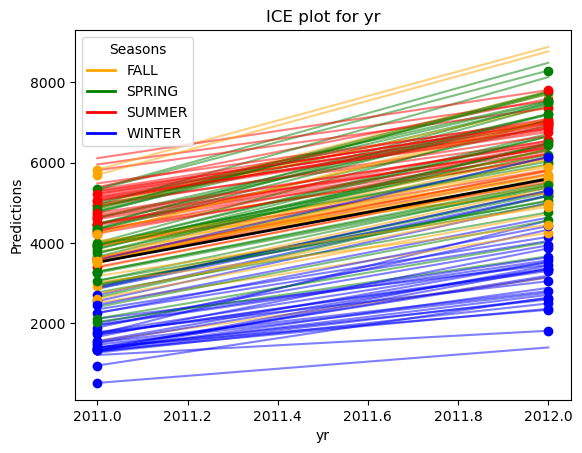 ICE plot for yr
Seasons
FALL
SPRING
SUMMER
WINTER
8000
6000
4000
2000
Predictions
2011.0 2011.2 2011.4 2011.6 2011.8 2012.0
yr